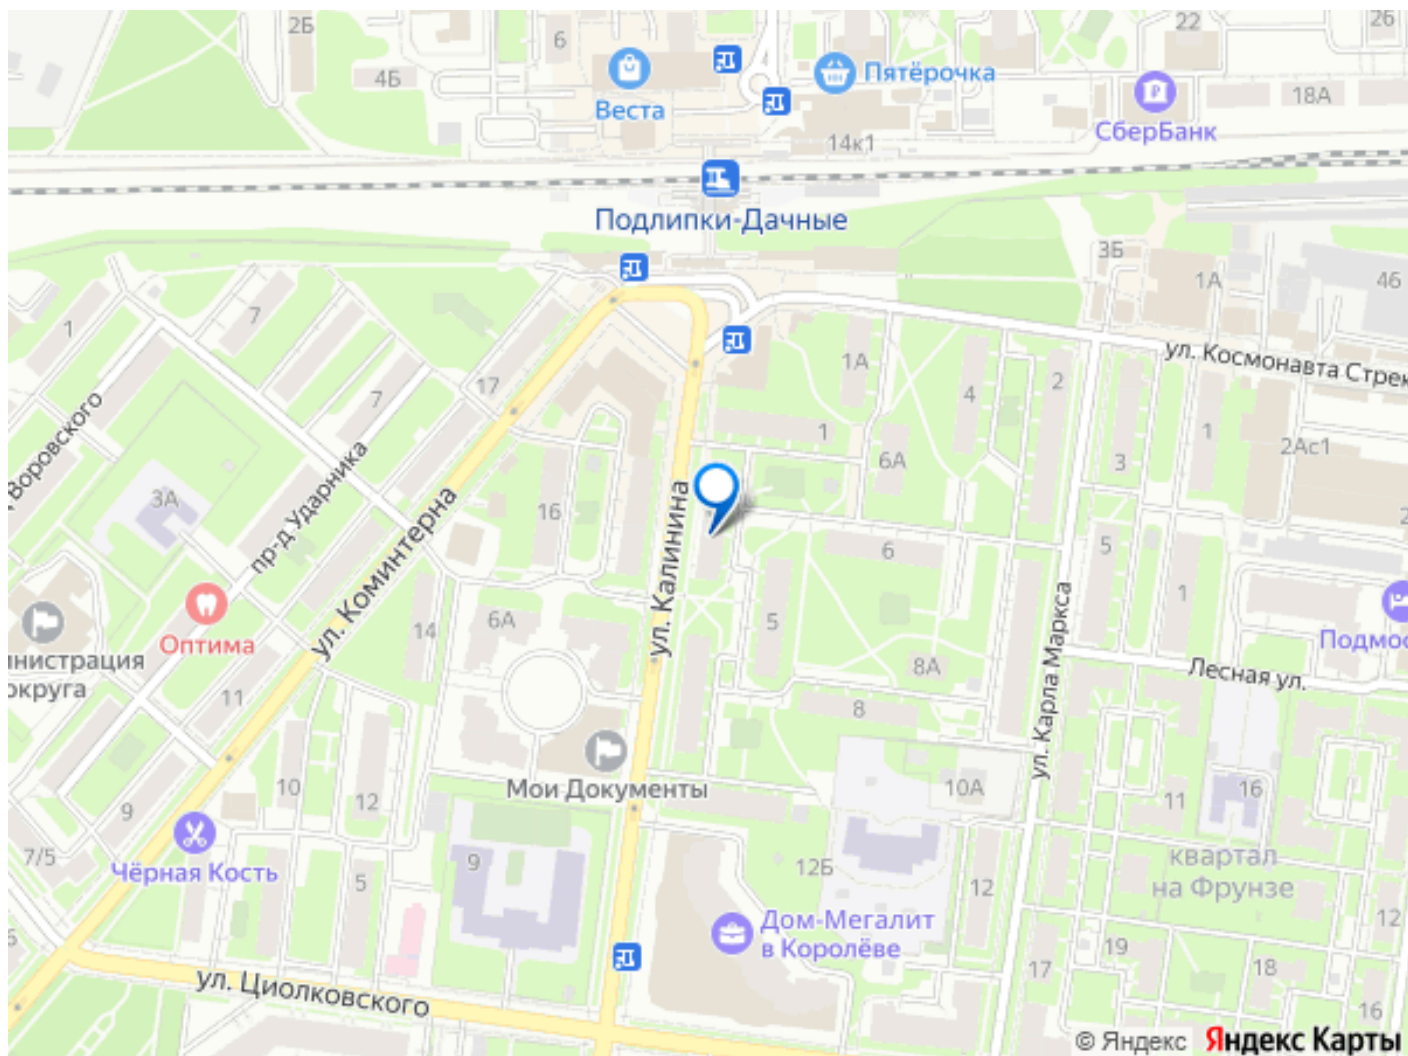 2Б
6
22
26
4Б
Веста
Пятёрочка
18А
СберБанк
14к1
Подлипки-Дачные
3Б
1А
46
7
1
ул. Космонавта Стрек
1А
2
4
17
7
Воровского
1
1
2Ас1
6А
3
3А
пр-д Ударника
16
ул. Коминтерна
ул. Калинина
6
5
2
Оптима
14
6А
5
1
ул. Карла Маркса
Подмос
инистрация
округа
8А
Лесная ул.
11
8
Мои Документы
10
12
10А
11
16
9
Чёрная Кость
7/5
5
9
12Б
12
квартал
на Фрунзе
12
Дом-Мегалит
в Королёве
6
19
17
18
16
ул. Циолковского
© Яндекс Яндекс Карты